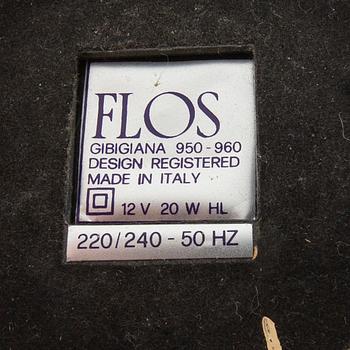 FLOS
GIBIGIANA 950-960
DESIGN REGISTERED
MADE IN ITALY
12 V 20 W HL
220/240 - 50 HZ